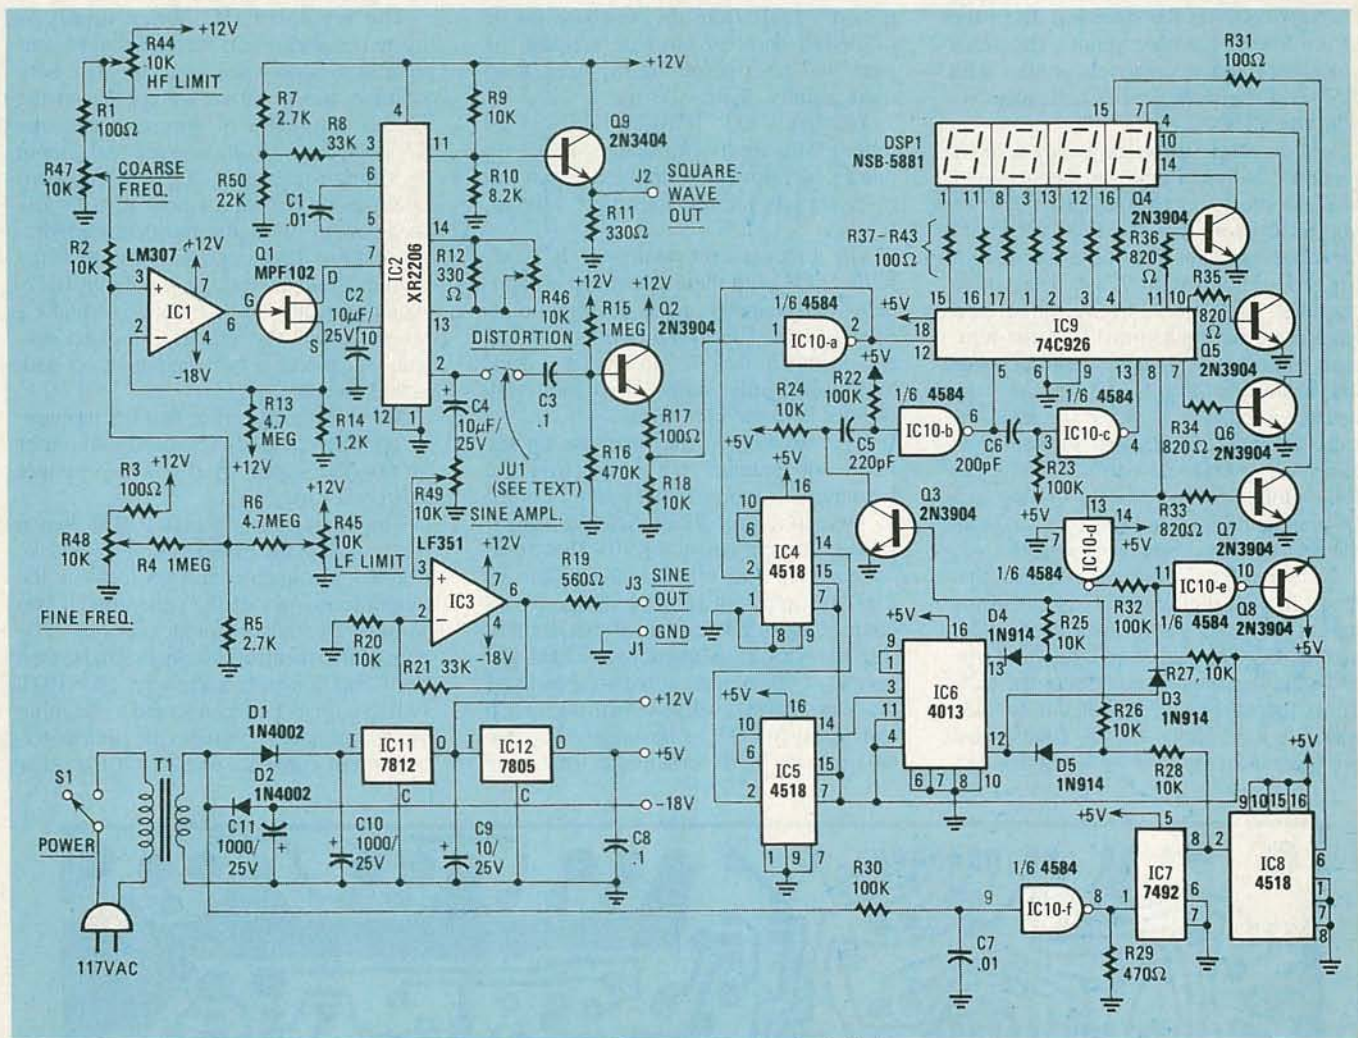 R44
10K
HF LIMIT
+12V
R1
100Ω
R47
10K
COARSE
FREQ.
R2
10K
LM307
+12V
3
+
7
IC1
6
2
−
4
−18V
Q1
MPF102
D
G
S
R13
4.7
MEG
+12V
R14
1.2K
R3
100Ω
+12V
R48
10K
R4 1MEG
R6
4.7MEG
+12V
R45
10K
LF LIMIT
FINE FREQ.
R5
2.7K
R7
2.7K
R8
33K
R50
22K
C1
.01
C2
10µF/
25V
4
3
6
5
7
10
12
1
11
14
13
2
IC2
XR2206
R9
10K
R10
8.2K
+12V
Q9
2N3404
J2
SQUARE-
WAVE
OUT
R11
330Ω
R12
330
Ω
R46
10K
DISTORTION
+12V
R15
1MEG
+12V
Q2
2N3904
C3
.1
C4
10µF/
25V
+
JU1
(SEE TEXT)
SINE AMPL.
R16
470K
R17
100Ω
R18
10K
R49
10K
LF351
+12V
3
+
7
IC3
6
2
−
4
−18V
R19
560Ω
J3
SINE
OUT
GND
J1
R20
10K
R21 33K
D1
1N4002
D2
1N4002
I
IC11
7812
O
C
I
IC12
7805
O
C
+12V
+5V
−18V
S1
POWER
T1
117VAC
C11
1000/
25V
+
C10
1000/
25V
+
C9
10/
25V
+
C8
.1
R31
100Ω
DSP1
NSB-5881
15
7
4
10
14
1
11
8
3
13
12
16
R37–R43
100Ω
Q4
2N3904
R36
820
Ω
R35
820
Ω
Q5
2N3904
R34
820Ω
Q6
2N3904
R33
820Ω
Q7
2N3904
1/6 4584
1
IC10-a
2
+5V
15
16
17
1
2
3
4
11
10
18
12
5
6
9
13
8
7
IC9
74C926
+5V
R22
100K
R24
10K
+5V
C5
220pF
1/6 4584
IC10-b
6
C6
200pF
1/6 4584
3
IC10-c
4
R23
100K
+5V
Q3
2N3904
+5V
16
10
6
2
1
8
9
14
15
7
IC4
4518
13
7
14
+5V
IC10-d
1/6 4584
R32
100K
11
IC10-e
10
1/6
4584
Q8
2N3904
+5V
D4
1N914
R25
10K
R27, 10K
D3
1N914
R26
10K
D5
1N914
R28
10K
+5V
16
9
1
3
11
4
6
7
8
10
13
12
IC6
4013
+5V
16
10
6
2
14
15
7
1
9
IC5
4518
R30
100K
9
1/6 4584
IC10-f
8
C7
.01
R29
470Ω
+5V
5
1
8
6
7
IC7
7492
+5V
9
10
15
16
2
6
1
7
8
IC8
4518